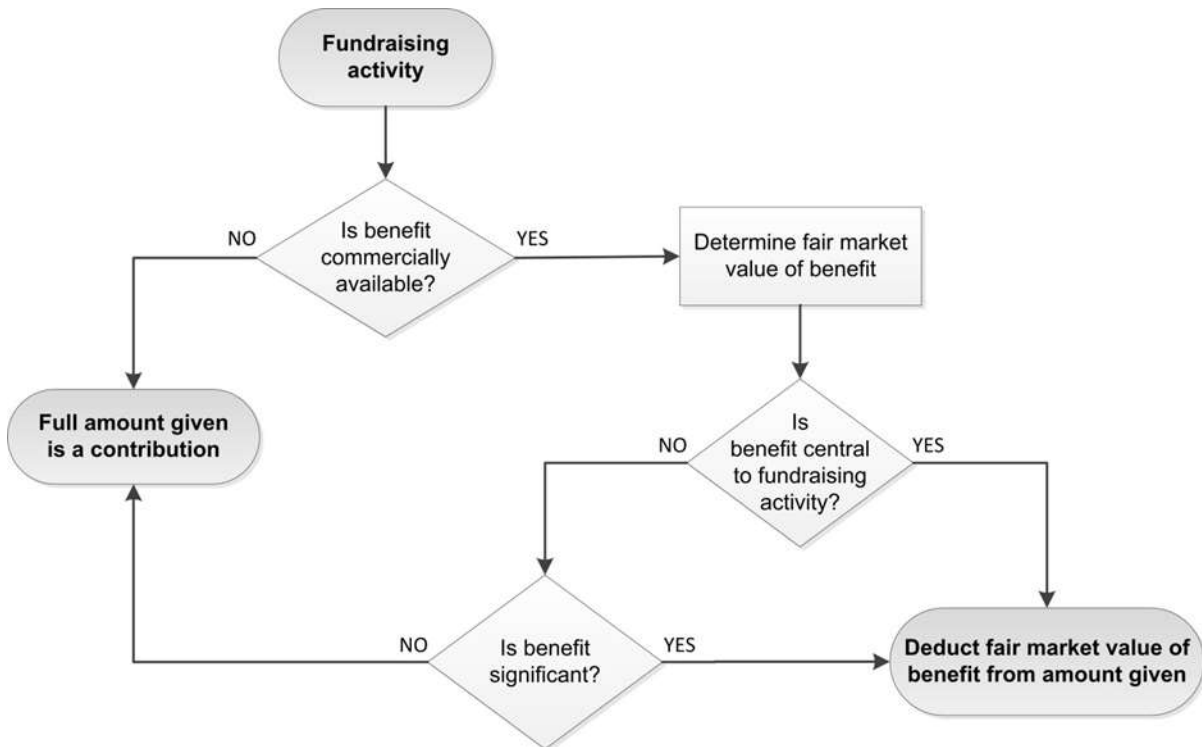 Fundraising
activity
Is benefit
commercially
available?
NO
YES
Determine fair market
value of benefit
Full amount given
is a contribution
Is
benefit central
to fundraising
activity?
NO
YES
Is benefit
significant?
NO
YES
Deduct fair market value of
benefit from amount given